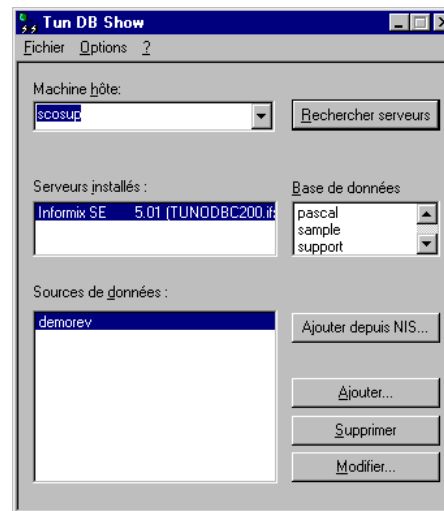 Tun DB Show
Fichier Options ?
Machine hôte:
scosup
Rechercher serveurs
Serveurs installés :
Base de données
Informix SE 5.01 (TUNODBC200.ifs
pascal
sample
support
Sources de données :
demorev
Ajouter depuis NIS...
Ajouter...
Supprimer
Modifier...